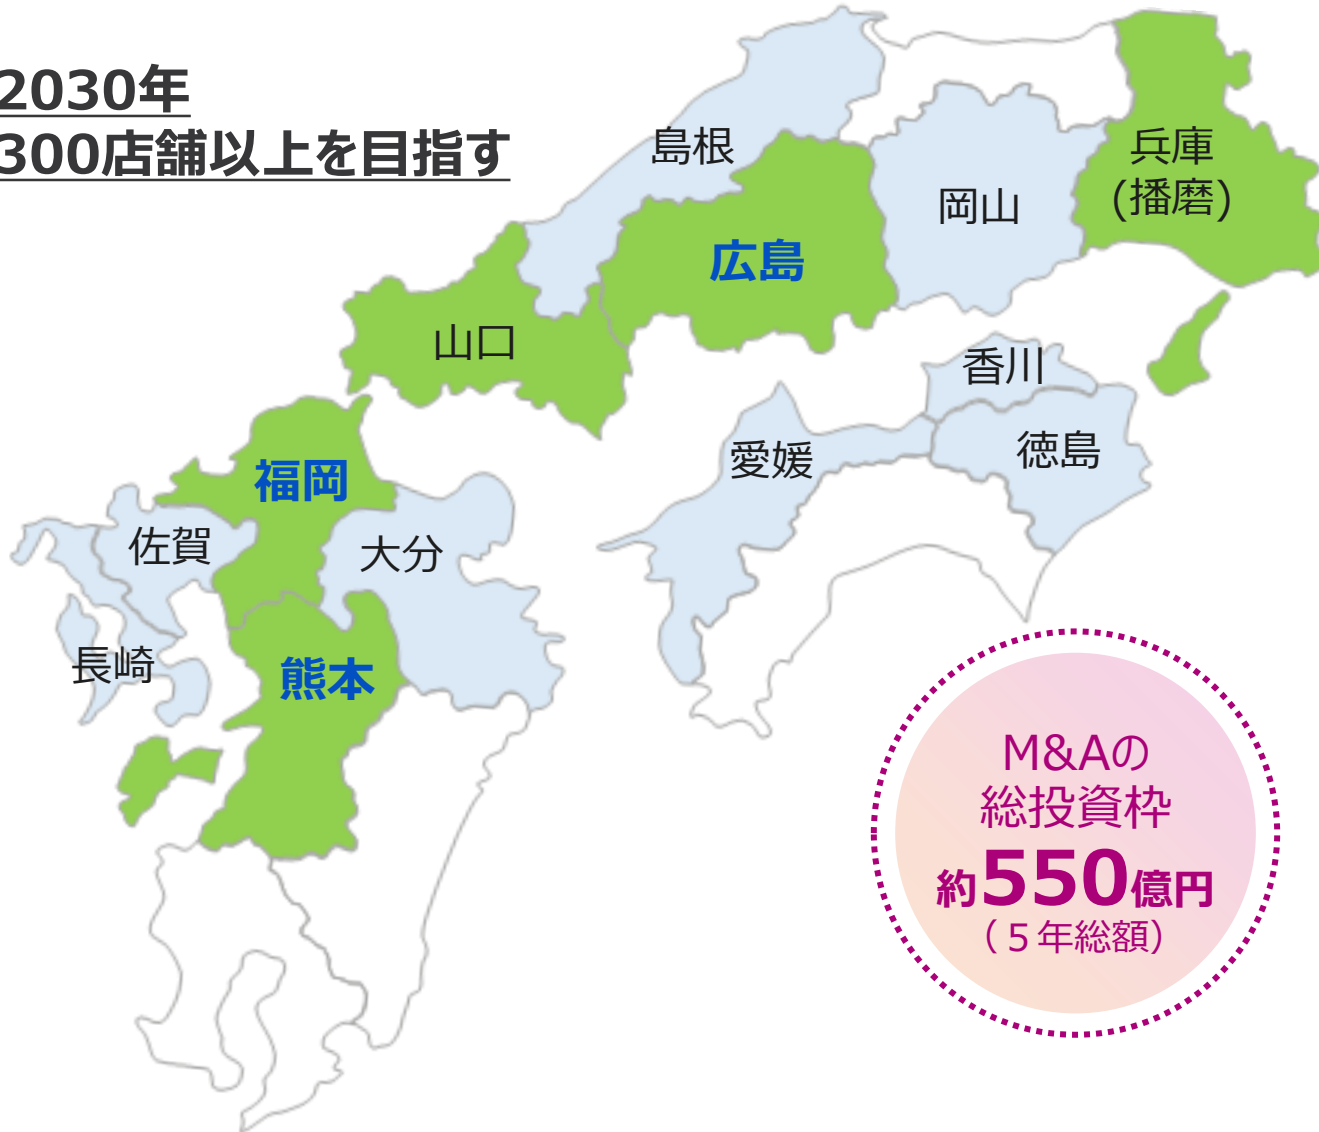 2030年
300店舗以上を目指す
島根
兵庫
(播磨)
岡山
広島
山口
香川
愛媛
徳島
福岡
佐賀
大分
長崎
熊本
M&Aの
総投資枠
約550億円
（５年総額）